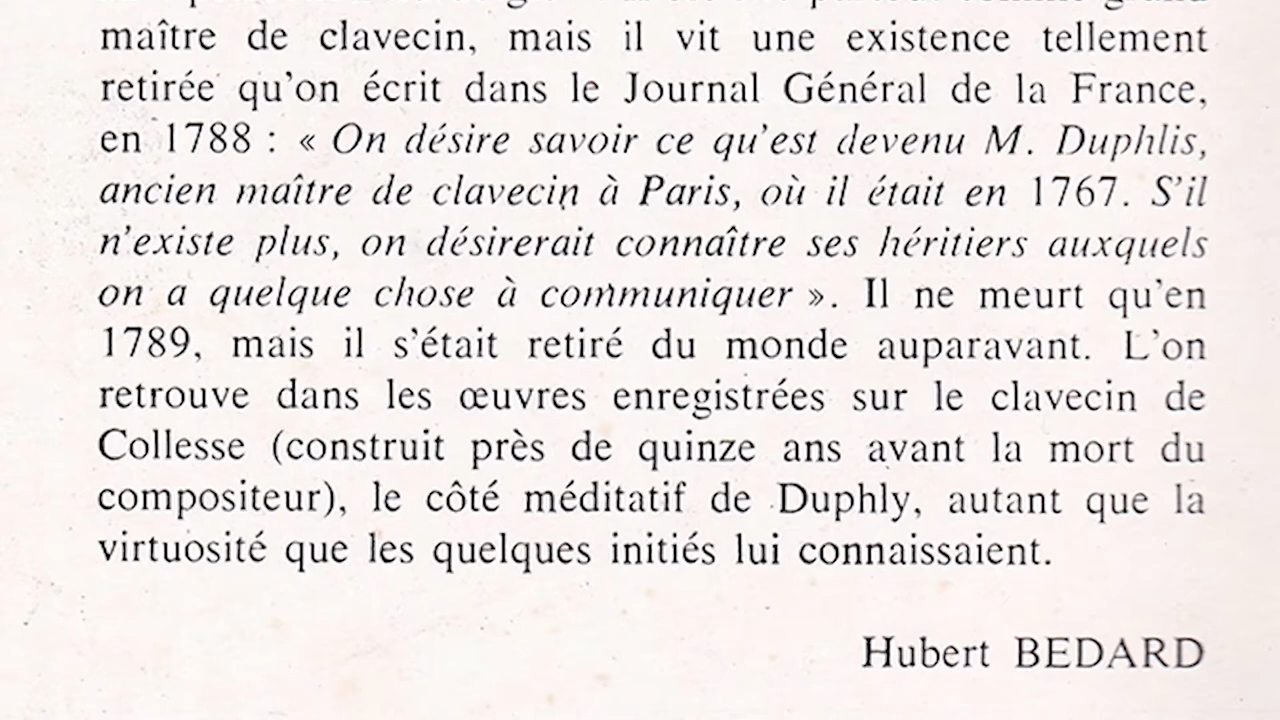 maître de clavecin, mais il vit une existence tellement
retirée qu'on écrit dans le Journal Général de la France,
en 1788 : « On désire savoir ce qu'est devenu M. Duphlis,
ancien maître de clavecin à Paris, où il était en 1767. S'il
n'existe plus, on désirerait connaître ses héritiers auxquels
on a quelque chose à communiquer ». Il ne meurt qu'en
1789, mais il s'était retiré du monde auparavant. L'on
retrouve dans les œuvres enregistrées sur le clavecin de
Collesse (construit près de quinze ans avant la mort du
compositeur), le côté méditatif de Duphly, autant que la
virtuosité que les quelques initiés lui connaissaient.
Hubert BEDARD